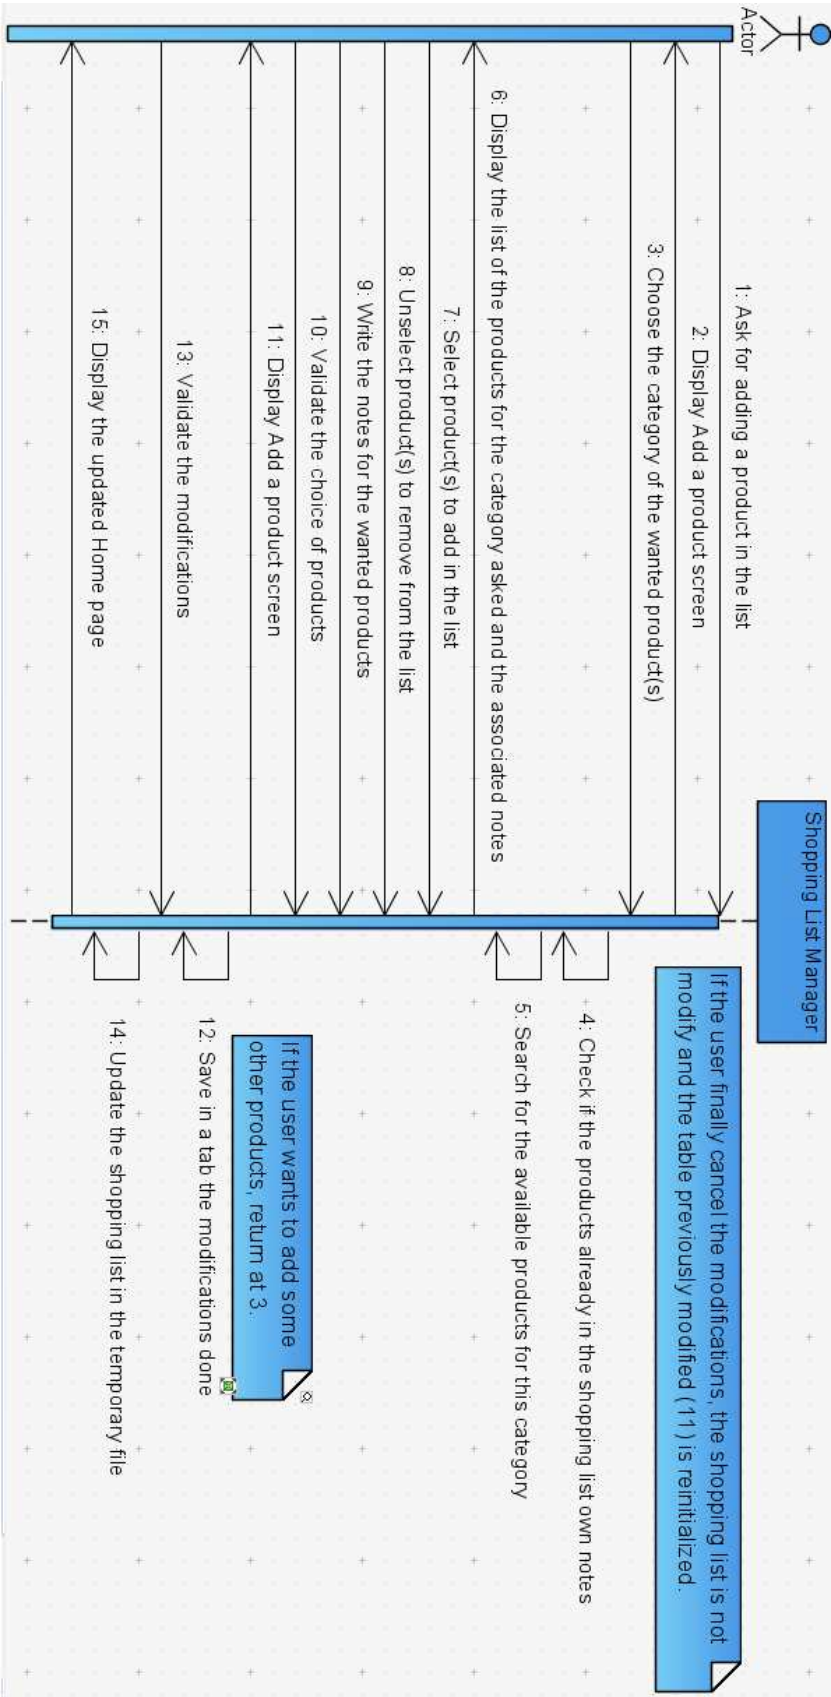 Actor
Shopping List Manager
If the user finally cancel the modifications, the shopping list is not
modify and the table previously modified (11) is reinitialized.
1: Ask for adding a product in the list
2: Display Add a product screen
3: Choose the category of the wanted product(s)
4: Check if the products already in the shopping list own notes
5: Search for the available products for this category
6: Display the list of the products for the category asked and the associated notes
7: Select product(s) to add in the list
8: Unselect product(s) to remove from the list
9: Write the notes for the wanted products
10: Validate the choice of products
11: Display Add a product screen
If the user wants to add some
other products, return at 3.
12: Save in a tab the modifications done
13: Validate the modifications
14: Update the shopping list in the temporary file
15: Display the updated Home page